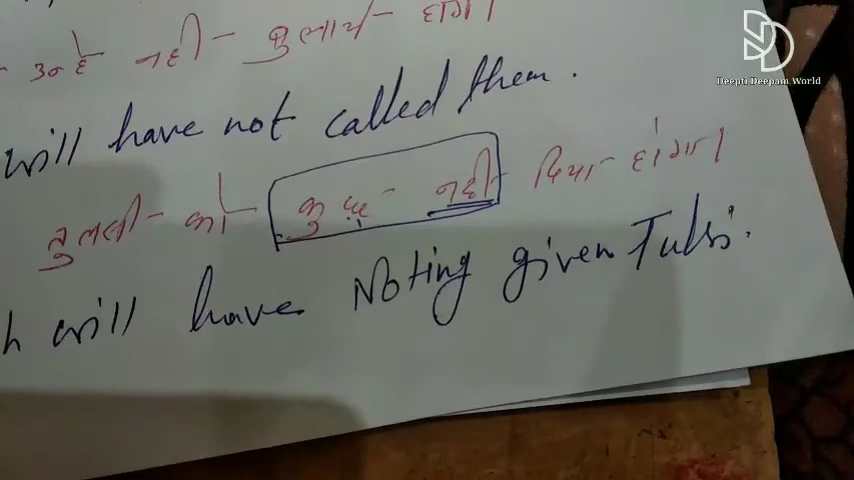 उन्हें नहीं बुलाया होगा।
will have not called them.
तुलसी को कुछ नहीं दिया होगा।
h will have Noting given Tulsi.
Deepti Deepam World